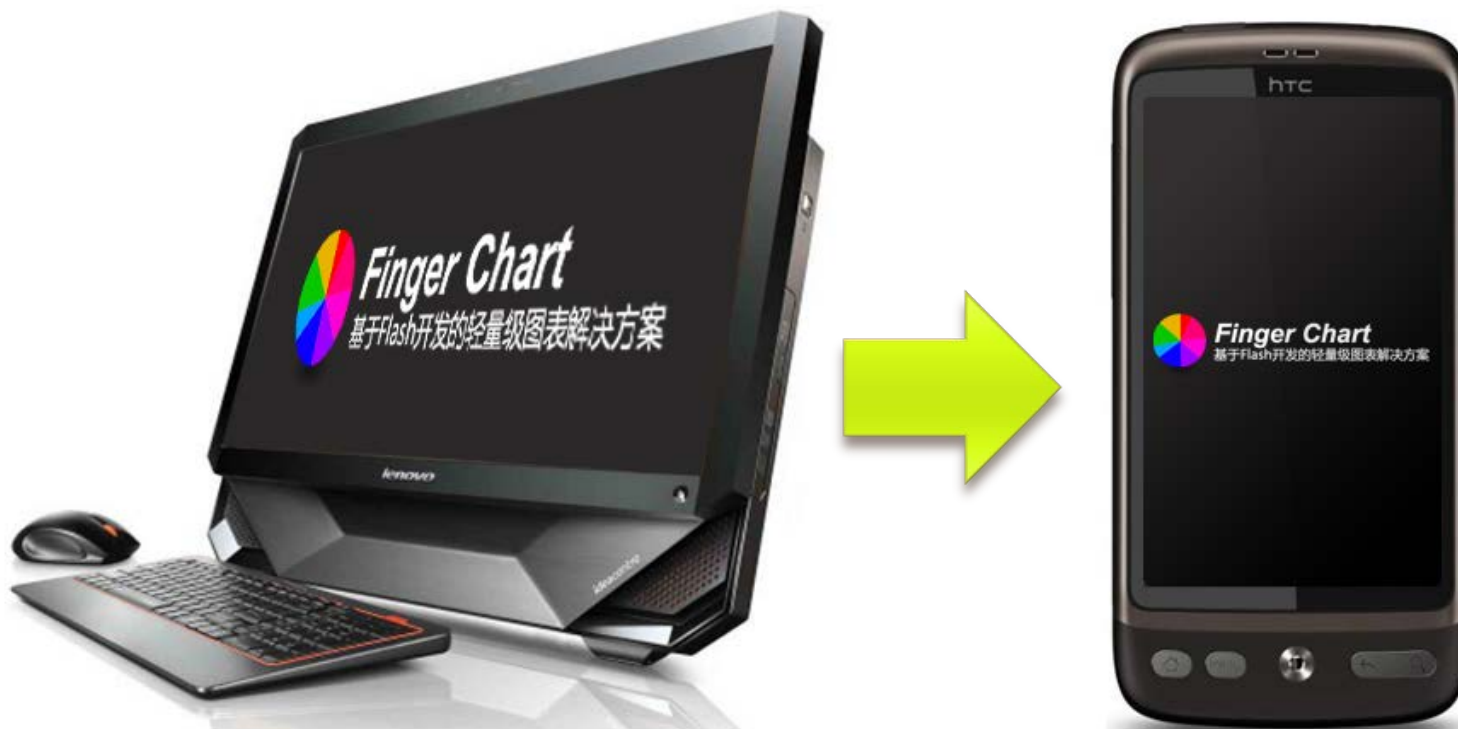 Finger Chart
基于Flash开发的轻量级图表解决方案
lenovo
ideacentre
hTC
Finger Chart
基于Flash开发的轻量级图表解决方案